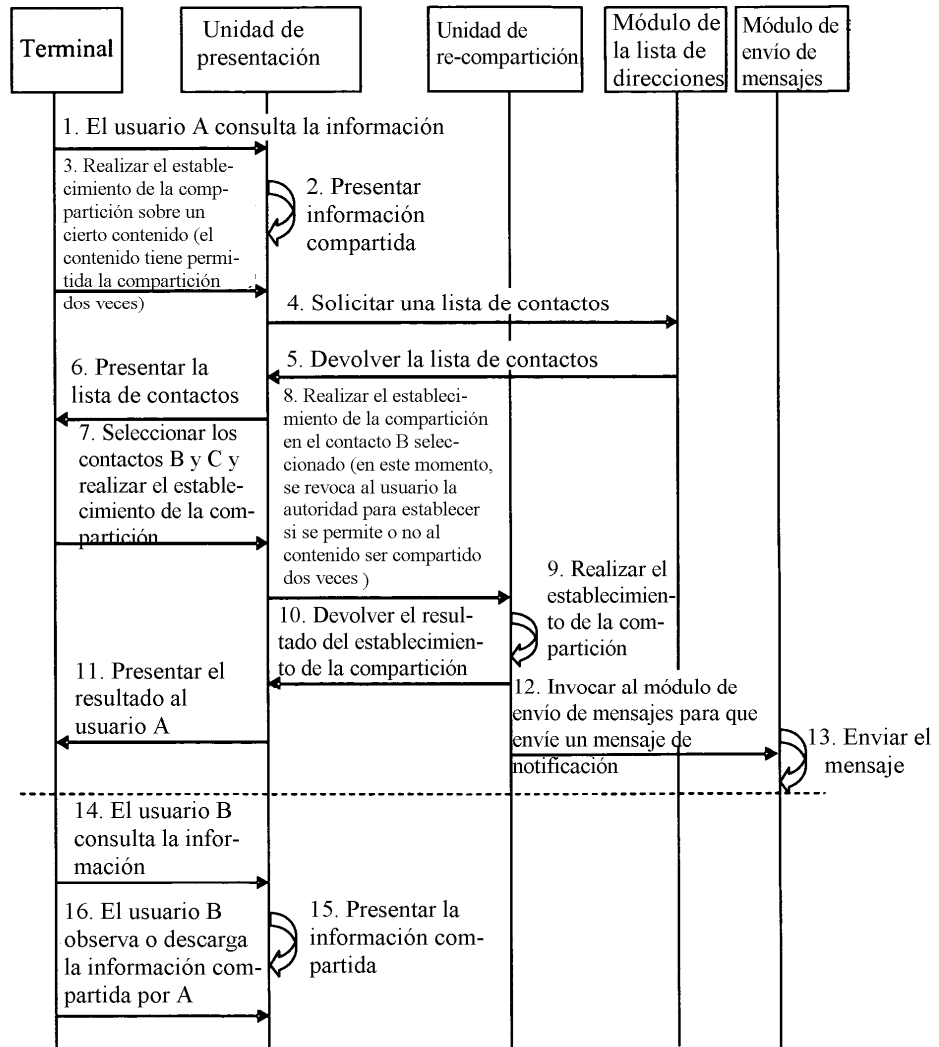 Terminal
Unidad de
presentación
Unidad de
re-compartición
Módulo de
la lista de
direcciones
Módulo de
envío de
mensajes
1. El usuario A consulta la información
2. Presentar
información
compartida
3. Realizar el estable-
cimiento de la comp-
partición sobre un
cierto contenido (el
contenido tiene permi-
tida la compartición
dos veces)
4. Solicitar una lista de contactos
5. Devolver la lista de contactos
6. Presentar la
lista de contactos
7. Seleccionar los
contactos B y C y
realizar el estable-
cimiento de la com-
partición
8. Realizar el estableci-
miento de la compartición
en el contacto B selec-
cionado (en este momento,
se revoca al usuario la
autoridad para establecer
si se permite o no al
contenido ser compartido
dos veces )
9. Realizar el
establecimien-
to de la com-
partición
10. Devolver el resul-
tado del establecimien-
to de la compartición
11. Presentar el
resultado al
usuario A
12. Invocar al módulo de
envío de mensajes para que
envíe un mensaje de
notificación
13. Enviar el
mensaje
14. El usuario B
consulta la infor-
mación
15. Presentar la
información com-
partida
16. El usuario B
observa o descarga
la información com-
partida por A